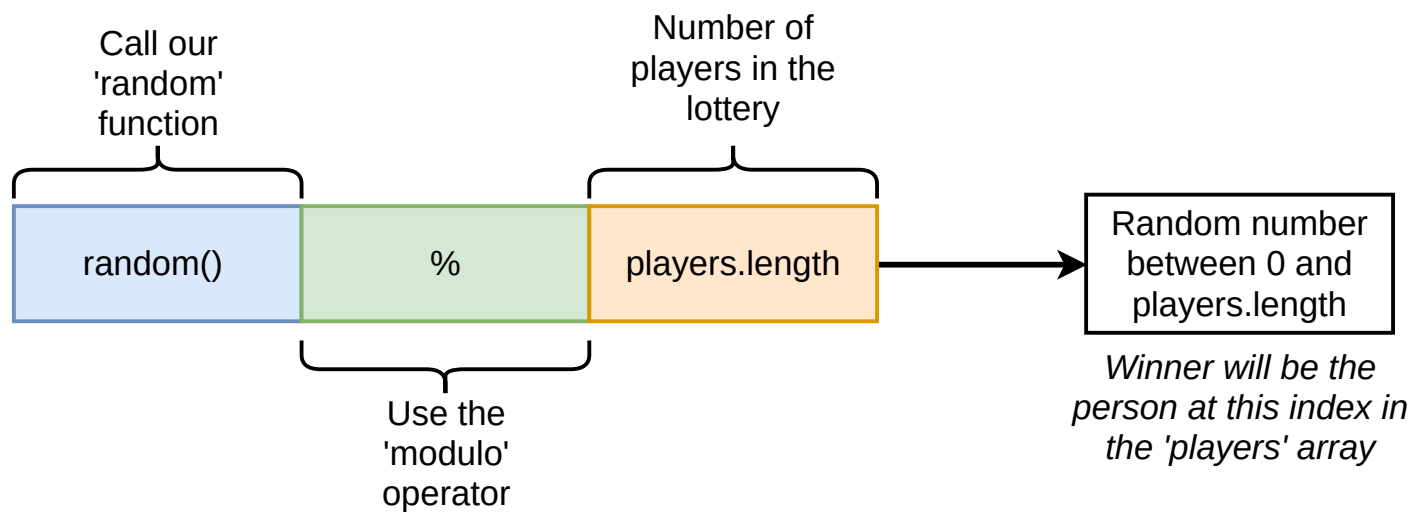 Call our
'random'
function
Number of
players in the
lottery
random()
%
players.length
Random number
between 0 and
players.length
Use the
'modulo'
operator
Winner will be the
person at this index in
the 'players' array